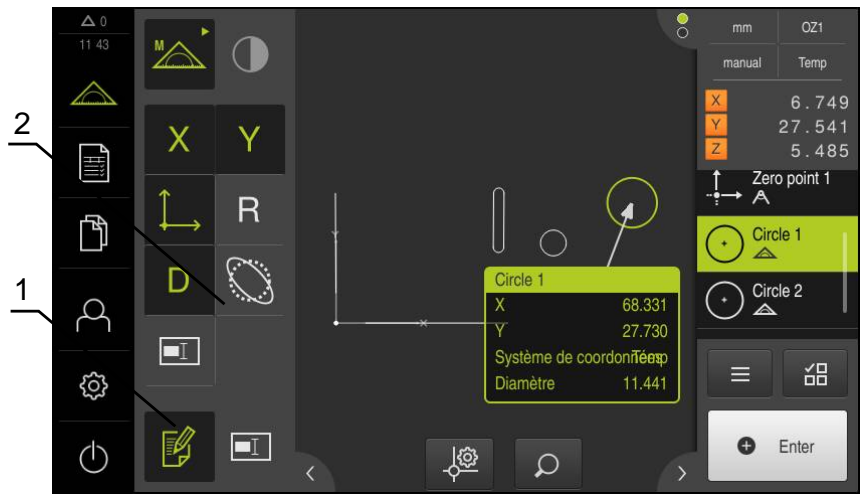 0
11 43
M
X
Y
R
D
2
1
mm
OZ1
manual
Temp
X 6.749
Y 27.541
Z 5.485
Zero point 1
Circle 1
Circle 2
Y
X
Circle 1
X 68.331
Y 27.730
Système de coordonnées Temp
Diamètre 11.441
Enter